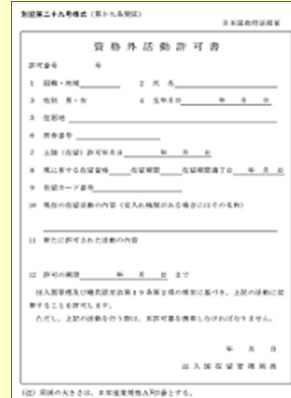 別記第二十九号様式（第十九条関係）
日本国政府法務省
資格外活動許可書
許可番号　　　号
1　国籍・地域　　　2　氏　名
3　性別　男・女　　　4　生年月日　　　年　月　日
5　住居地
6　旅券番号
7　上陸（在留）許可年月日　　　年　月　日
8　現に有する在留資格　　　在留期間　　　在留期間満了日　　　年　月　日
9　在留カード番号
10　現在の在留活動の内容（受入れ機関がある場合にはその名称）
11　新たに許可された活動の内容
12　許可の期限　　　年　月　日　まで
出入国管理及び難民認定法第19条第2項の規定に基づき、上記の活動に従
事することを許可します。
ただし、上記の活動を行う際は、本許可書を携帯しなければなりません。
年　月　日
出入国在留管理局長
（注）用紙の大きさは、日本産業規格A列5番とする。